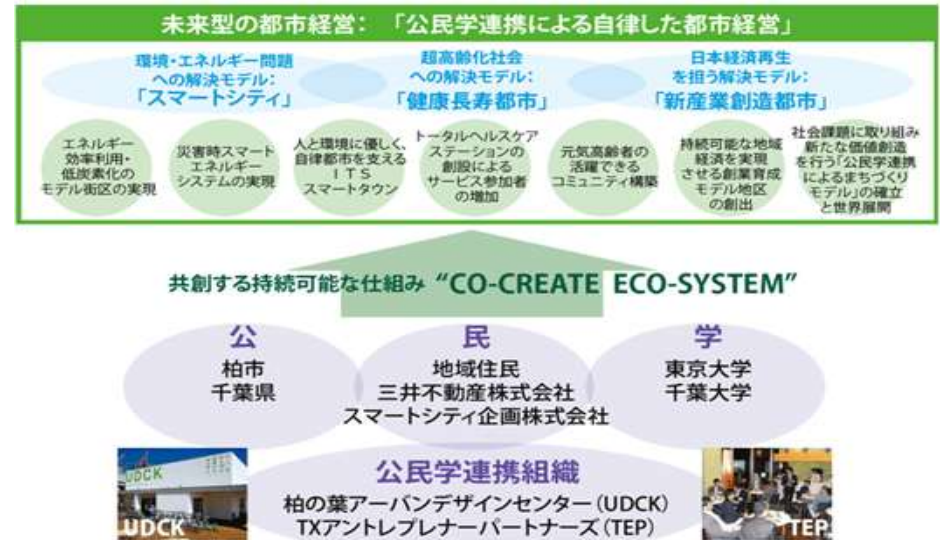 未来型の都市経営：「公民学連携による自律した都市経営」
環境・エネルギー問題
への解決モデル：
「スマートシティ」
超高齢化社会
への解決モデル：
「健康長寿都市」
日本経済再生
を担う解決モデル：
「新産業創造都市」
エネルギー
効率利用・
低炭素化の
モデル街区の実現
災害時スマート
エネルギー
システムの実現
人と環境に優しく、
自律都市を支える
ITS
スマートタウン
トータルヘルスケア
ステーションの
創設による
サービス参加者
の増加
元気高齢者の
活躍できる
コミュニティ構築
持続可能な地域
経済を実現
させる創業育成
モデル地区
の創出
社会課題に取り組み
新たな価値創造
を行う「公民学連携
によるまちづくり
モデル」の確立
と世界展開
共創する持続可能な仕組み “CO-CREATE ECO-SYSTEM”
公
柏市
千葉県
民
地域住民
三井不動産株式会社
スマートシティ企画株式会社
学
東京大学
千葉大学
公民学連携組織
柏の葉アーバンデザインセンター（UDCK）
TXアントレプレナーパートナーズ（TEP）
UDCK
UDCK
TEP